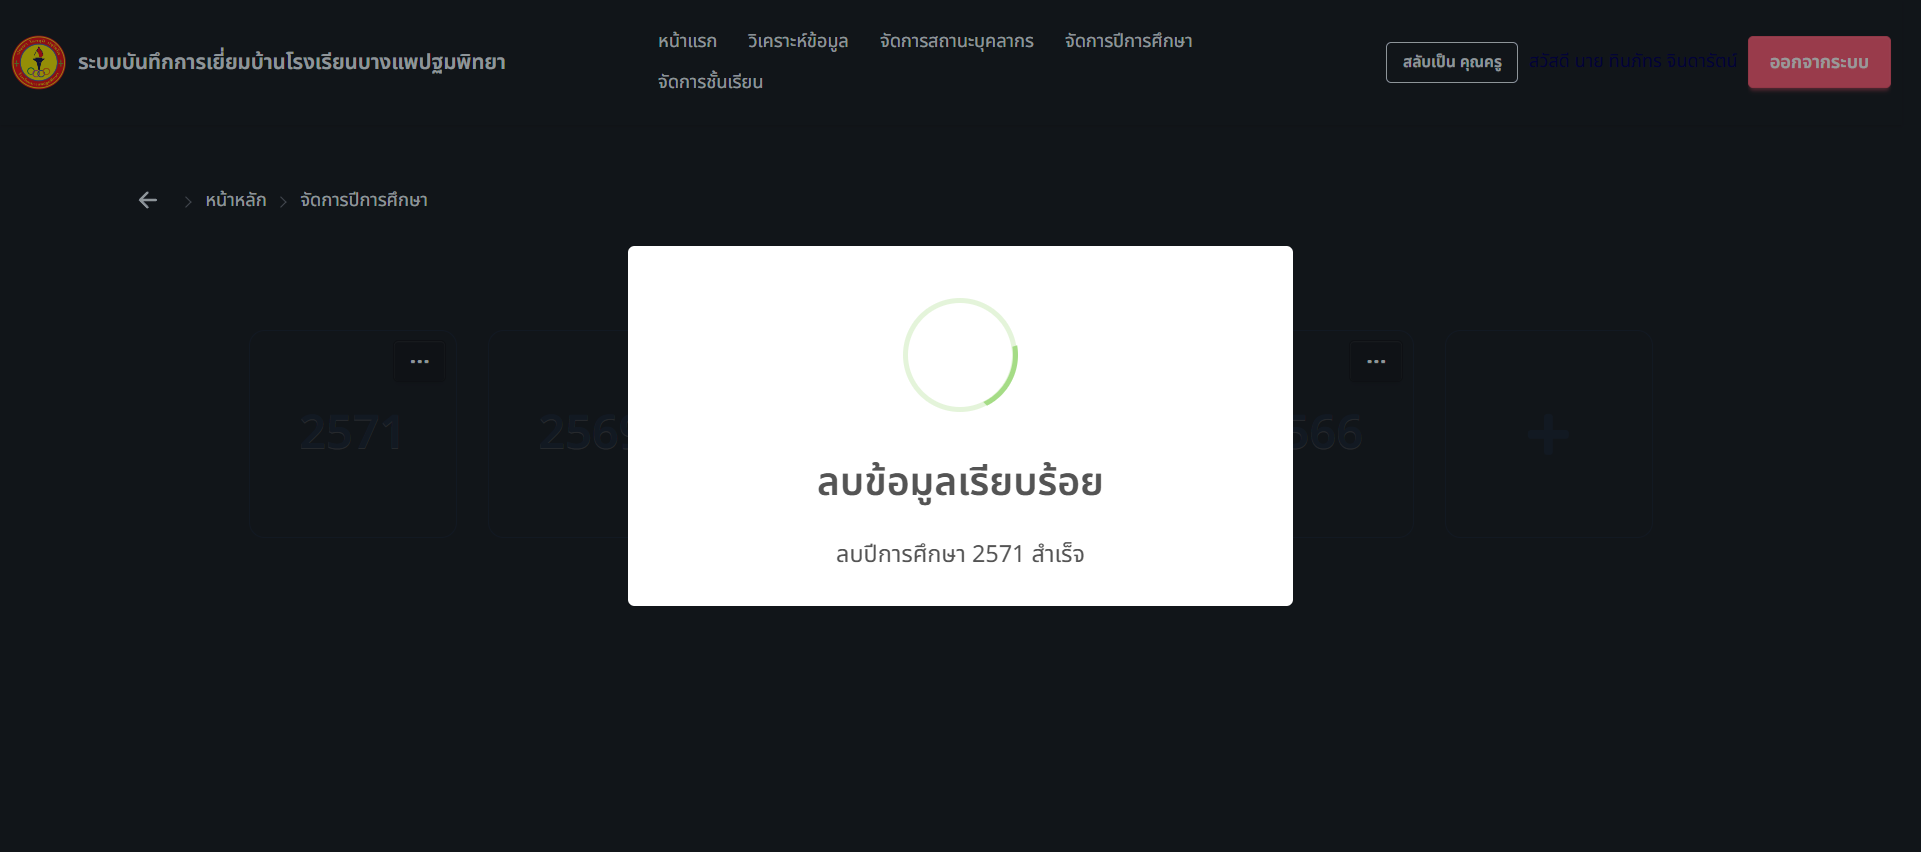 ระบบบันทึกการเยี่ยมบ้านโรงเรียนบางแพปฐมพิทยา
หน้าแรก วิเคราะห์ข้อมูล จัดการสถานะบุคลากร จัดการปีการศึกษา
จัดการชั้นเรียน
สลับเป็น คุณครู
สวัสดี นาย ทีนภัทร จินดารัตน์
ออกจากระบบ
หน้าหลัก
จัดการปีการศึกษา
2571
ลบข้อมูลเรียบร้อย
ลบปีการศึกษา 2571 สำเร็จ